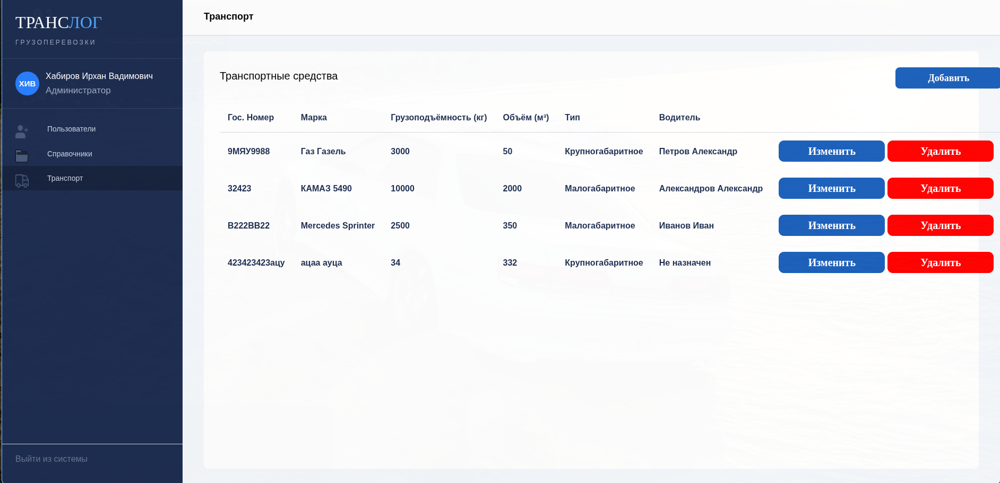 ТРАНСЛОГ
ГРУЗОПЕРЕВОЗКИ
ХИВ
Хабиров Ирхан Вадимович
Администратор
Пользователи
Справочники
Транспорт
Выйти из системы
Транспорт
Транспортные средства
Добавить
Гос. Номер Марка Грузоподъёмность (кг) Объём (м³) Тип Водитель
9МЯУ9988 Газ Газель 3000 50 Крупногабаритное Петров Александр Изменить Удалить
32423 КАМАЗ 5490 10000 2000 Малогабаритное Александров Александр Изменить Удалить
В222ВВ22 Mercedes Sprinter 2500 350 Малогабаритное Иванов Иван Изменить Удалить
423423423ацу ацаа ауца 34 332 Крупногабаритное Не назначен Изменить Удалить